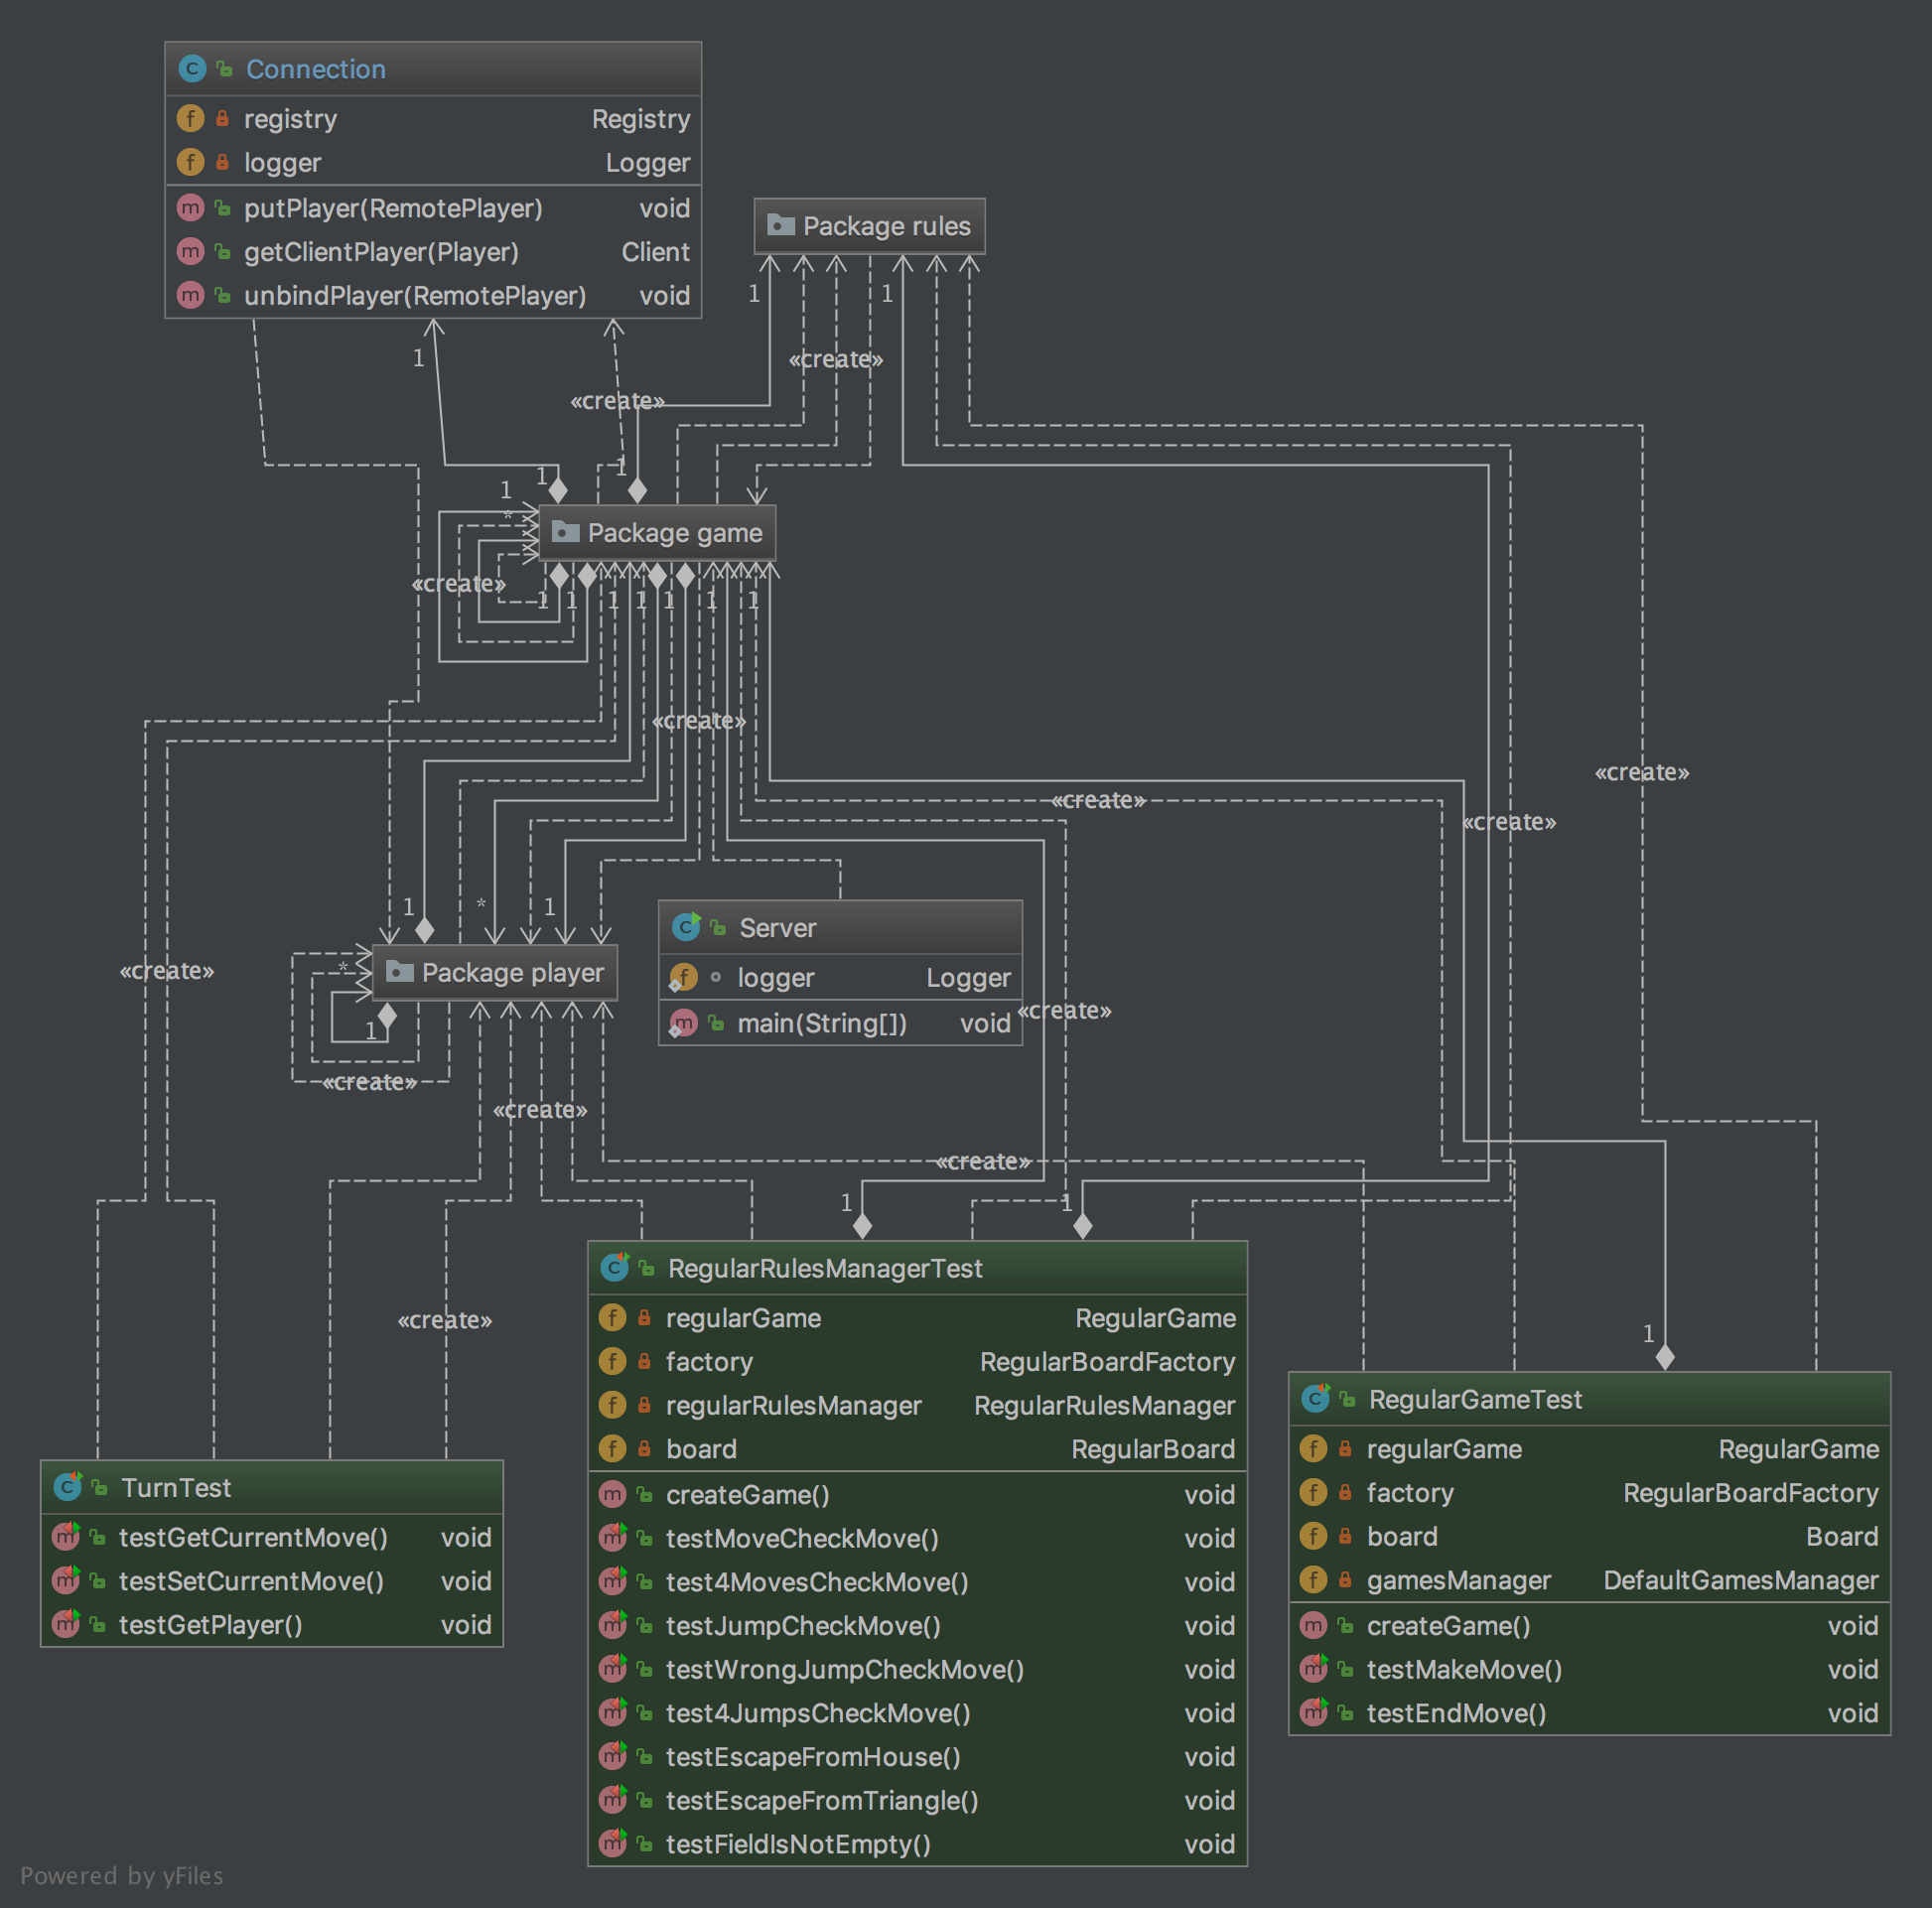 Connection
registry Registry
logger Logger
putPlayer(RemotePlayer) void
getClientPlayer(Player) Client
unbindPlayer(RemotePlayer) void
Package rules
1 1
«create»
1
«create»
1 1
1
*
Package game
«create»
1 1 1 1 1 1 1
«create»
«create»
«create»
«create»
1 * 1
Server
logger Logger
main(String[]) void
*
Package player
«create»
1
«create»
«create»
«create»
«create»
1 1
RegularRulesManagerTest
regularGame RegularGame
factory RegularBoardFactory
regularRulesManager RegularRulesManager
board RegularBoard
createGame() void
testMoveCheckMove() void
test4MovesCheckMove() void
testJumpCheckMove() void
testWrongJumpCheckMove() void
test4JumpsCheckMove() void
testEscapeFromHouse() void
testEscapeFromTriangle() void
testFieldIsNotEmpty() void
«create»
1
RegularGameTest
regularGame RegularGame
factory RegularBoardFactory
board Board
gamesManager DefaultGamesManager
createGame() void
testMakeMove() void
testEndMove() void
TurnTest
testGetCurrentMove() void
testSetCurrentMove() void
testGetPlayer() void
Powered by yFiles